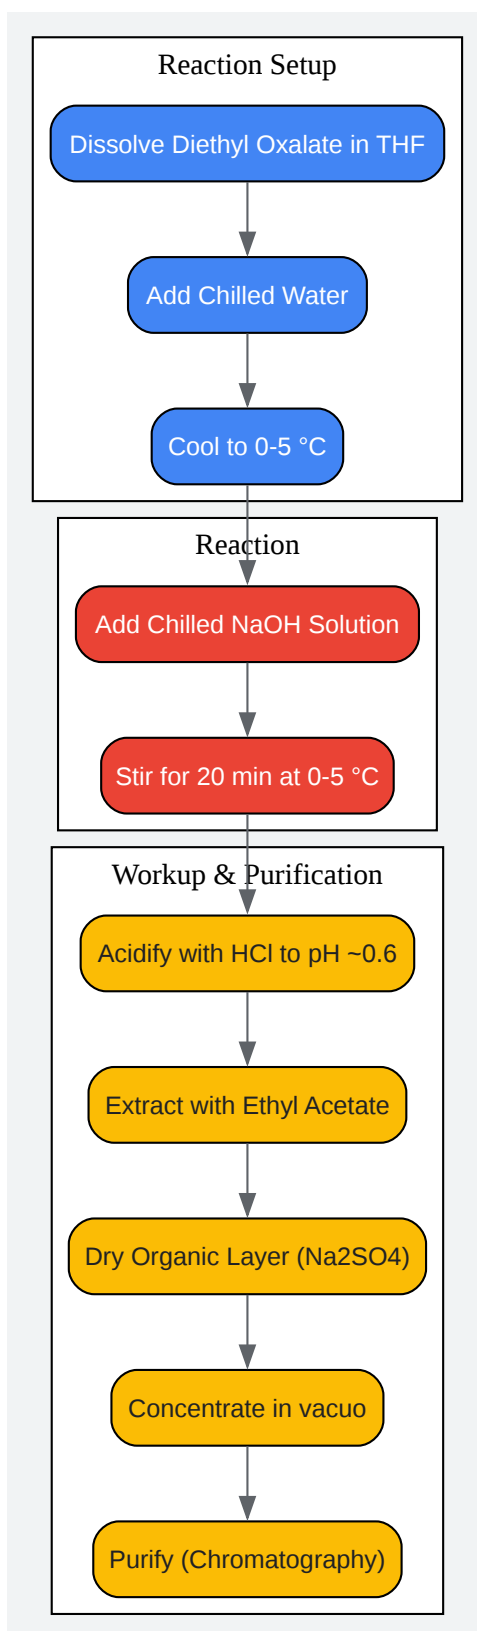 Reaction Setup
Dissolve Diethyl Oxalate in THF
Add Chilled Water
Cool to 0-5 °C
Reaction
Add Chilled NaOH Solution
Stir for 20 min at 0-5 °C
Workup & Purification
Acidify with HCl to pH ~0.6
Extract with Ethyl Acetate
Dry Organic Layer (Na2SO4)
Concentrate in vacuo
Purify (Chromatography)